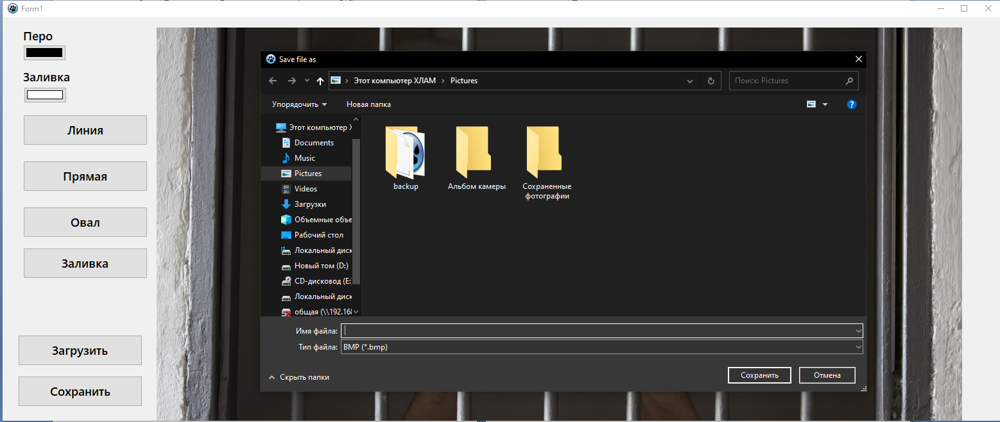 Form1
Перо
Заливка
Линия
Прямая
Овал
Заливка
Загрузить
Сохранить
Save file as
Этот компьютер ХЛАМ
Pictures
Поиск: Pictures
Упорядочить
Новая папка
?
Этот компьютер Х
Documents
Music
Pictures
Videos
Загрузки
Объемные объе
Рабочий стол
Локальный диск
Новый том (D:)
CD-дисковод (E:)
Локальный диск
общая (\\192.168
backup
Альбом камеры
Сохраненные
фотографии
Имя файла:
Тип файла: BMP (*.bmp)
Скрыть папки
Сохранить
Отмена